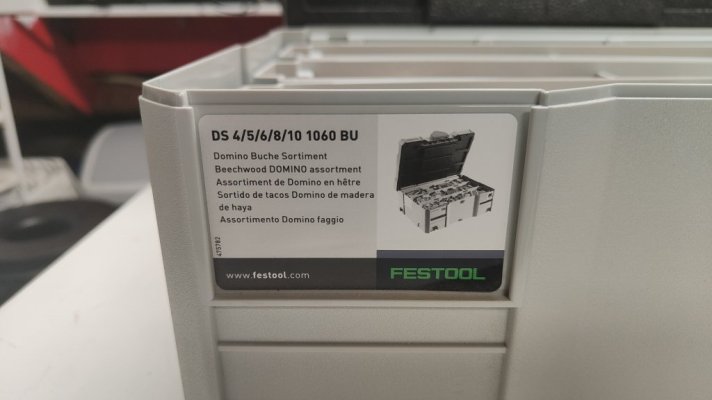 DS 4/5/6/8/10 1060 BU
Domino Buche Sortiment
Beechwood DOMINO assortment
Assortiment de Domino en hêtre
Sortido de tacos Domino de madera
de haya
Assortimento Domino faggio
475782
www.festool.com
FESTOOL